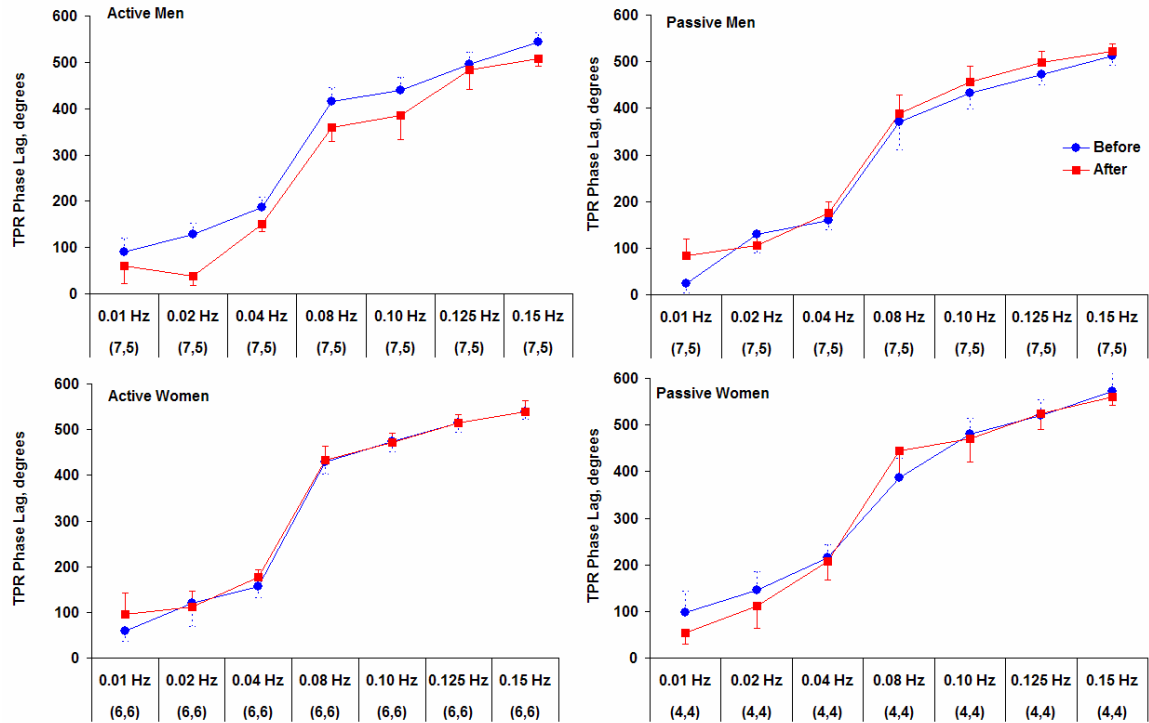 Active Men
TPR Phase Lag, degrees
600
500
400
300
200
100
0
0.01 Hz 0.02 Hz 0.04 Hz 0.08 Hz 0.10 Hz 0.125 Hz 0.15 Hz
(7,5) (7,5) (7,5) (7,5) (7,5) (7,5) (7,5)
Passive Men
TPR Phase Lag, degrees
600
500
400
300
200
100
0
Before
After
0.01 Hz 0.02 Hz 0.04 Hz 0.08 Hz 0.10 Hz 0.125 Hz 0.15 Hz
(7,5) (7,5) (7,5) (7,5) (7,5) (7,5) (7,5)
Active Women
TPR Phase Lag, degrees
600
500
400
300
200
100
0
0.01 Hz 0.02 Hz 0.04 Hz 0.08 Hz 0.10 Hz 0.125 Hz 0.15 Hz
(6,6) (6,6) (6,6) (6,6) (6,6) (6,6) (6,6)
Passive Women
TPR Phase Lag, degrees
600
500
400
300
200
100
0
0.01 Hz 0.02 Hz 0.04 Hz 0.08 Hz 0.10 Hz 0.125 Hz 0.15 Hz
(4,4) (4,4) (4,4) (4,4) (4,4) (4,4) (4,4)